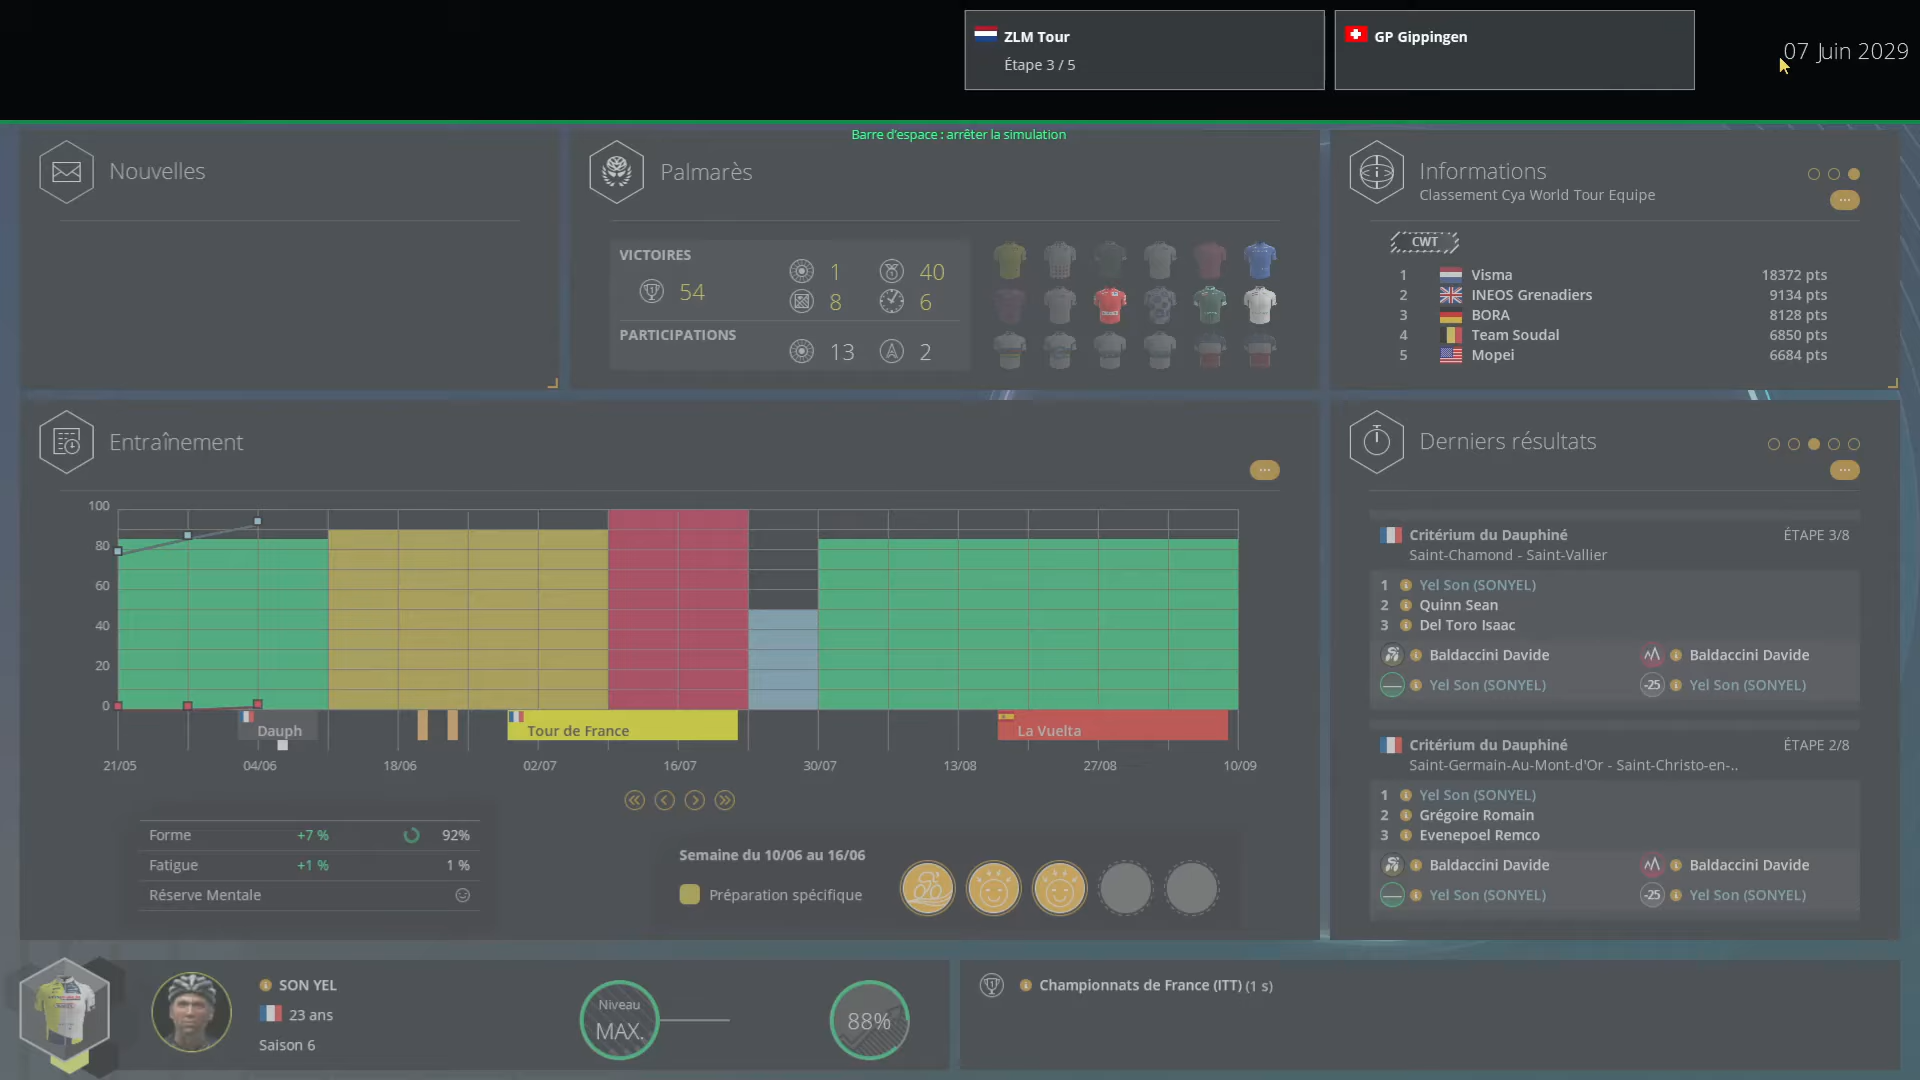 ZLM Tour
Étape 3 / 5
GP Gippingen
07 Juin 2029
Barre d'espace : arrêter la simulation
Nouvelles
Palmarès
VICTOIRES
54
1
40
8
6
PARTICIPATIONS
13
2
Informations
Classement Cya World Tour Equipe
...
CWT
1 Visma 18372 pts
2 INEOS Grenadiers 9134 pts
3 BORA 8128 pts
4 Team Soudal 6850 pts
5 Mopei 6684 pts
Entraînement
...
100
80
60
40
20
0
Dauph
Tour de France
La Vuelta
21/05 04/06 18/06 02/07 16/07 30/07 13/08 27/08 10/09
Forme +7 % 92%
Fatigue +1 % 1 %
Réserve Mentale
Semaine du 10/06 au 16/06
Préparation spécifique
Derniers résultats
...
Critérium du Dauphiné ÉTAPE 3/8
Saint-Chamond - Saint-Vallier
1 Yel Son (SONYEL)
2 Quinn Sean
3 Del Toro Isaac
Baldaccini Davide Baldaccini Davide
Yel Son (SONYEL) -25 Yel Son (SONYEL)
Critérium du Dauphiné ÉTAPE 2/8
Saint-Germain-Au-Mont-d'Or - Saint-Christo-en-..
1 Yel Son (SONYEL)
2 Grégoire Romain
3 Evenepoel Remco
Baldaccini Davide Baldaccini Davide
Yel Son (SONYEL) -25 Yel Son (SONYEL)
SON YEL
23 ans
Saison 6
Niveau
MAX.
88%
Championnats de France (ITT) (1 s)